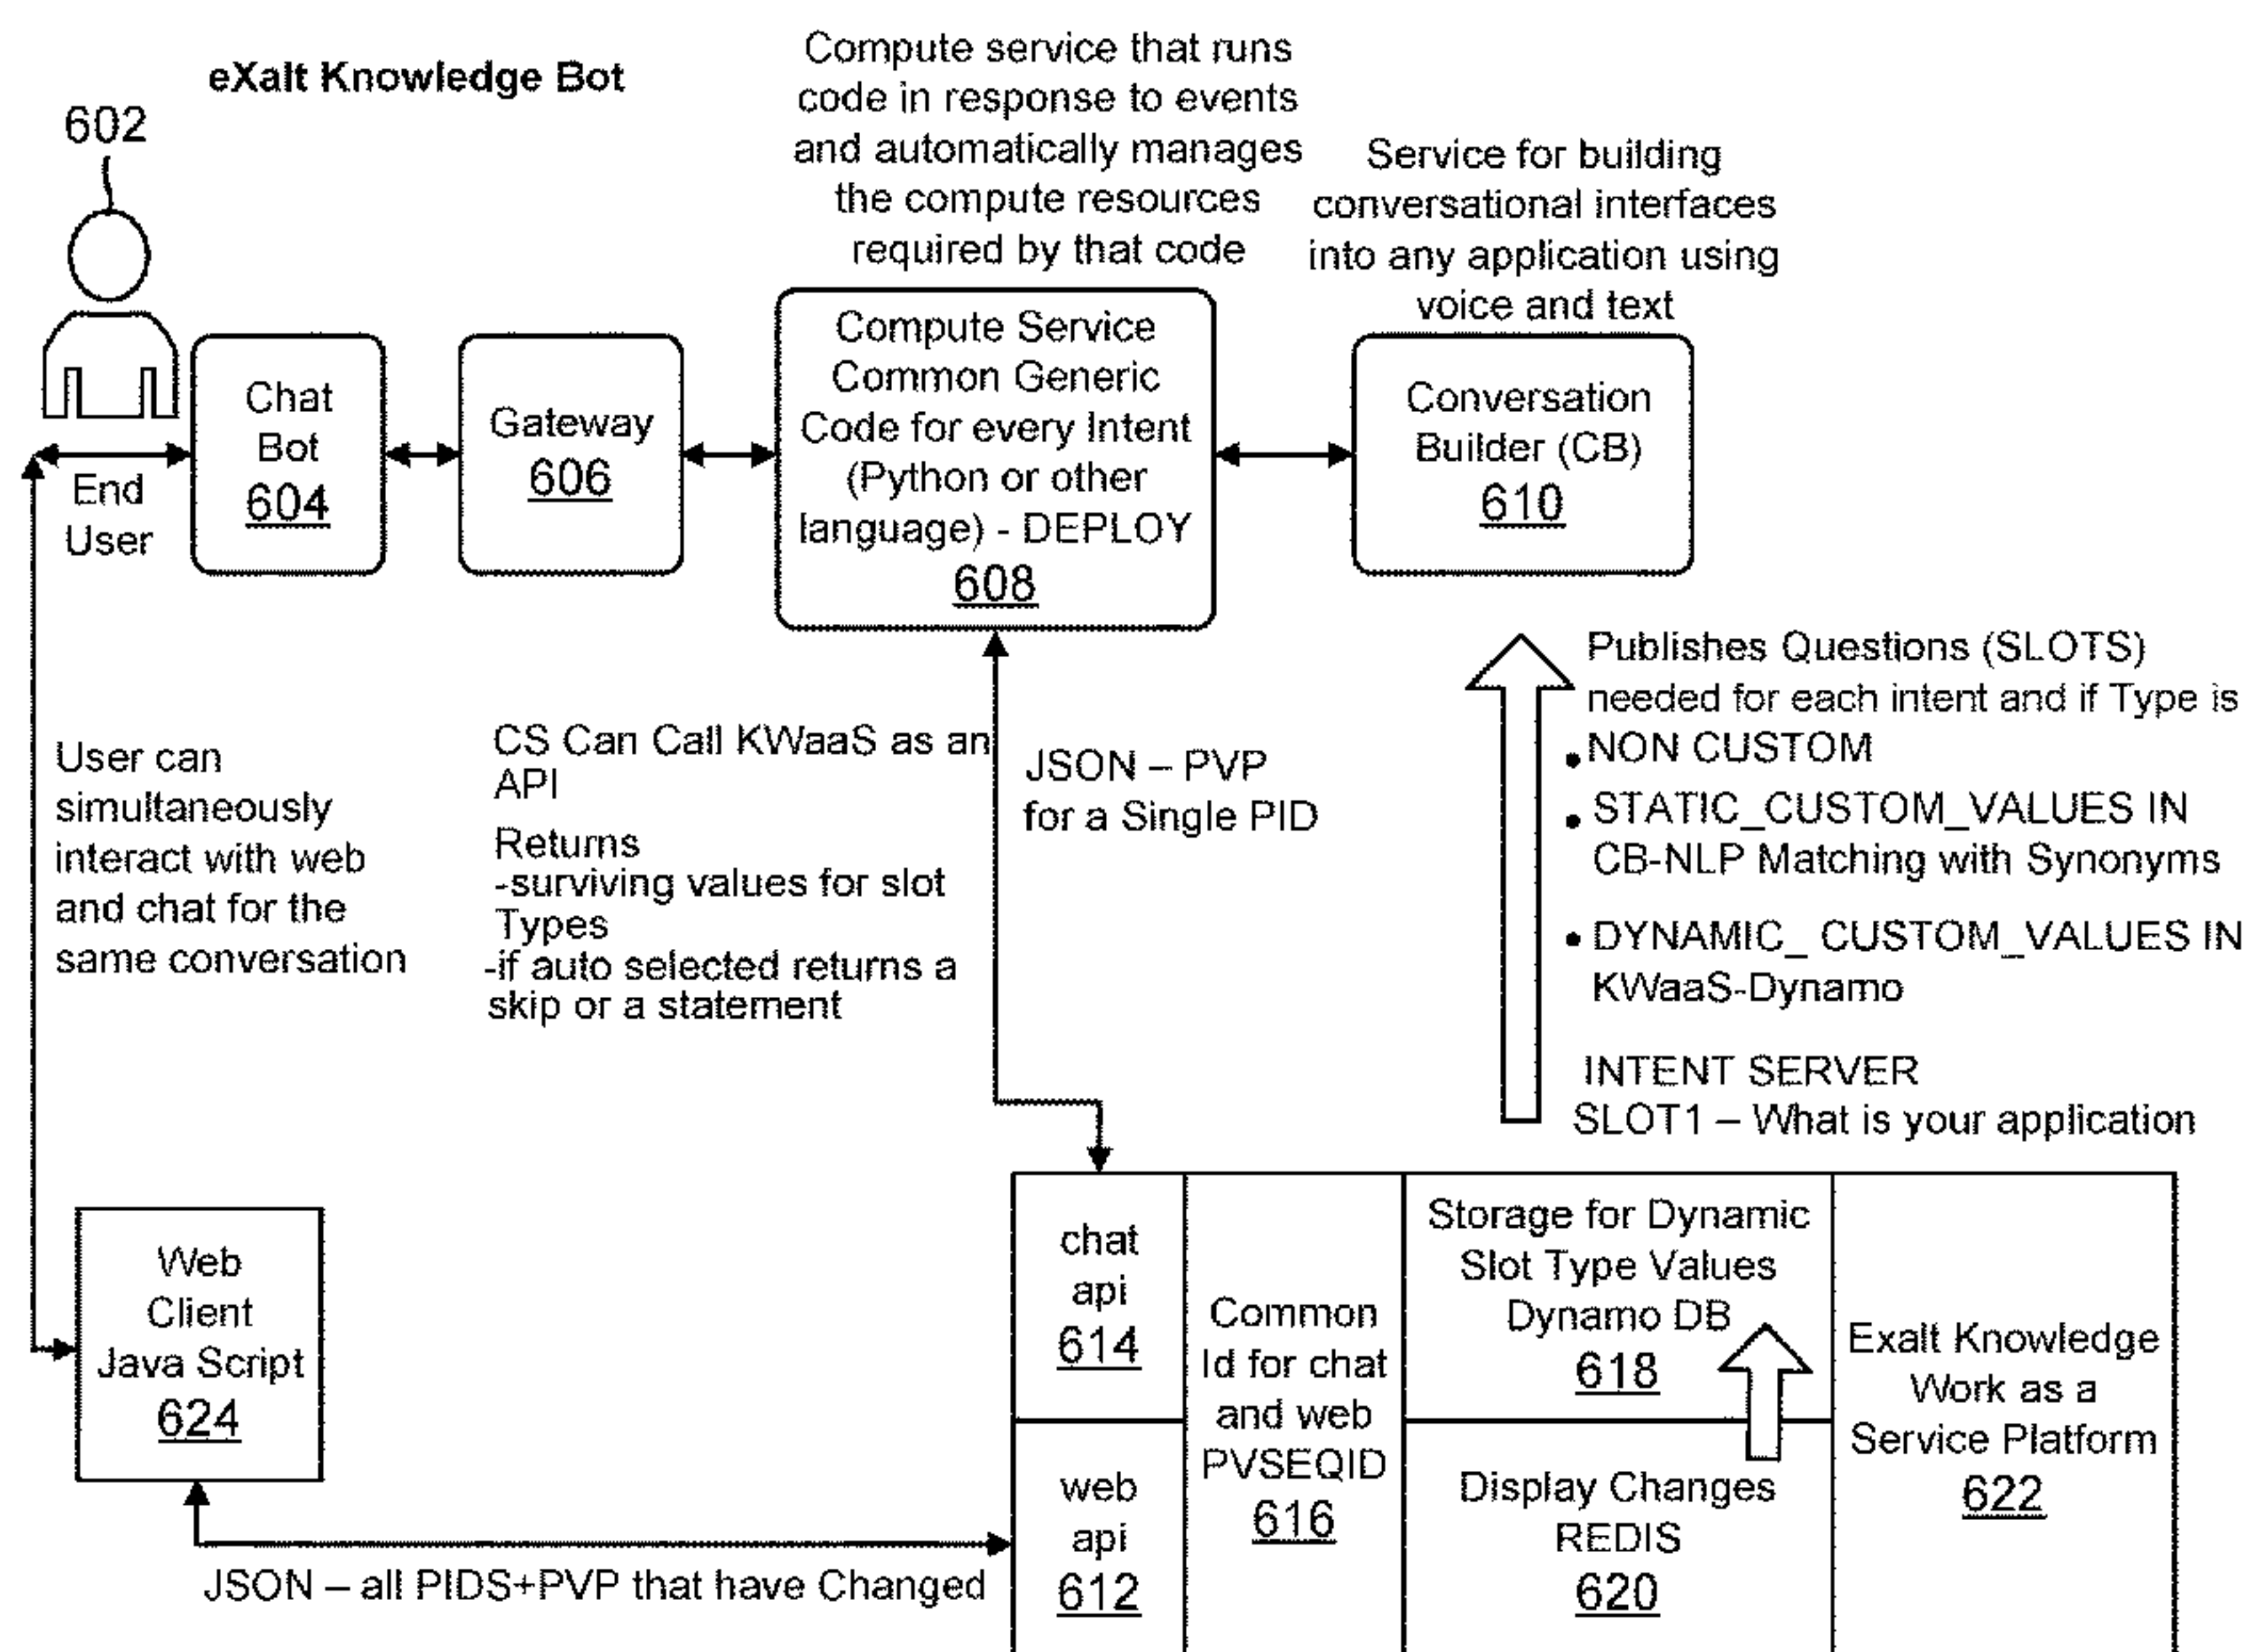 eXalt Knowledge Bot
602
Compute service that runs
code in response to events
and automatically manages
the compute resources
required by that code
Service for building
conversational interfaces
into any application using
voice and text
End
User
Chat
Bot
604
Gateway
606
Compute Service
Common Generic
Code for every Intent
(Python or other
language) - DEPLOY
608
Conversation
Builder (CB)
610
User can
simultaneously
interact with web
and chat for the
same conversation
CS Can Call KWaaS as an
API
Returns
-surviving values for slot
Types
-if auto selected returns a
skip or a statement
JSON – PVP
for a Single PID
Publishes Questions (SLOTS)
needed for each intent and if Type is
• NON CUSTOM
• STATIC_CUSTOM_VALUES IN
CB-NLP Matching with Synonyms
• DYNAMIC_ CUSTOM_VALUES IN
KWaaS-Dynamo
INTENT SERVER
SLOT1 – What is your application
Web
Client
Java Script
624
JSON – all PIDS+PVP that have Changed
chat
api
614
web
api
612
Common
Id for chat
and web
PVSEQID
616
Storage for Dynamic
Slot Type Values
Dynamo DB
618
Display Changes
REDIS
620
Exalt Knowledge
Work as a
Service Platform
622